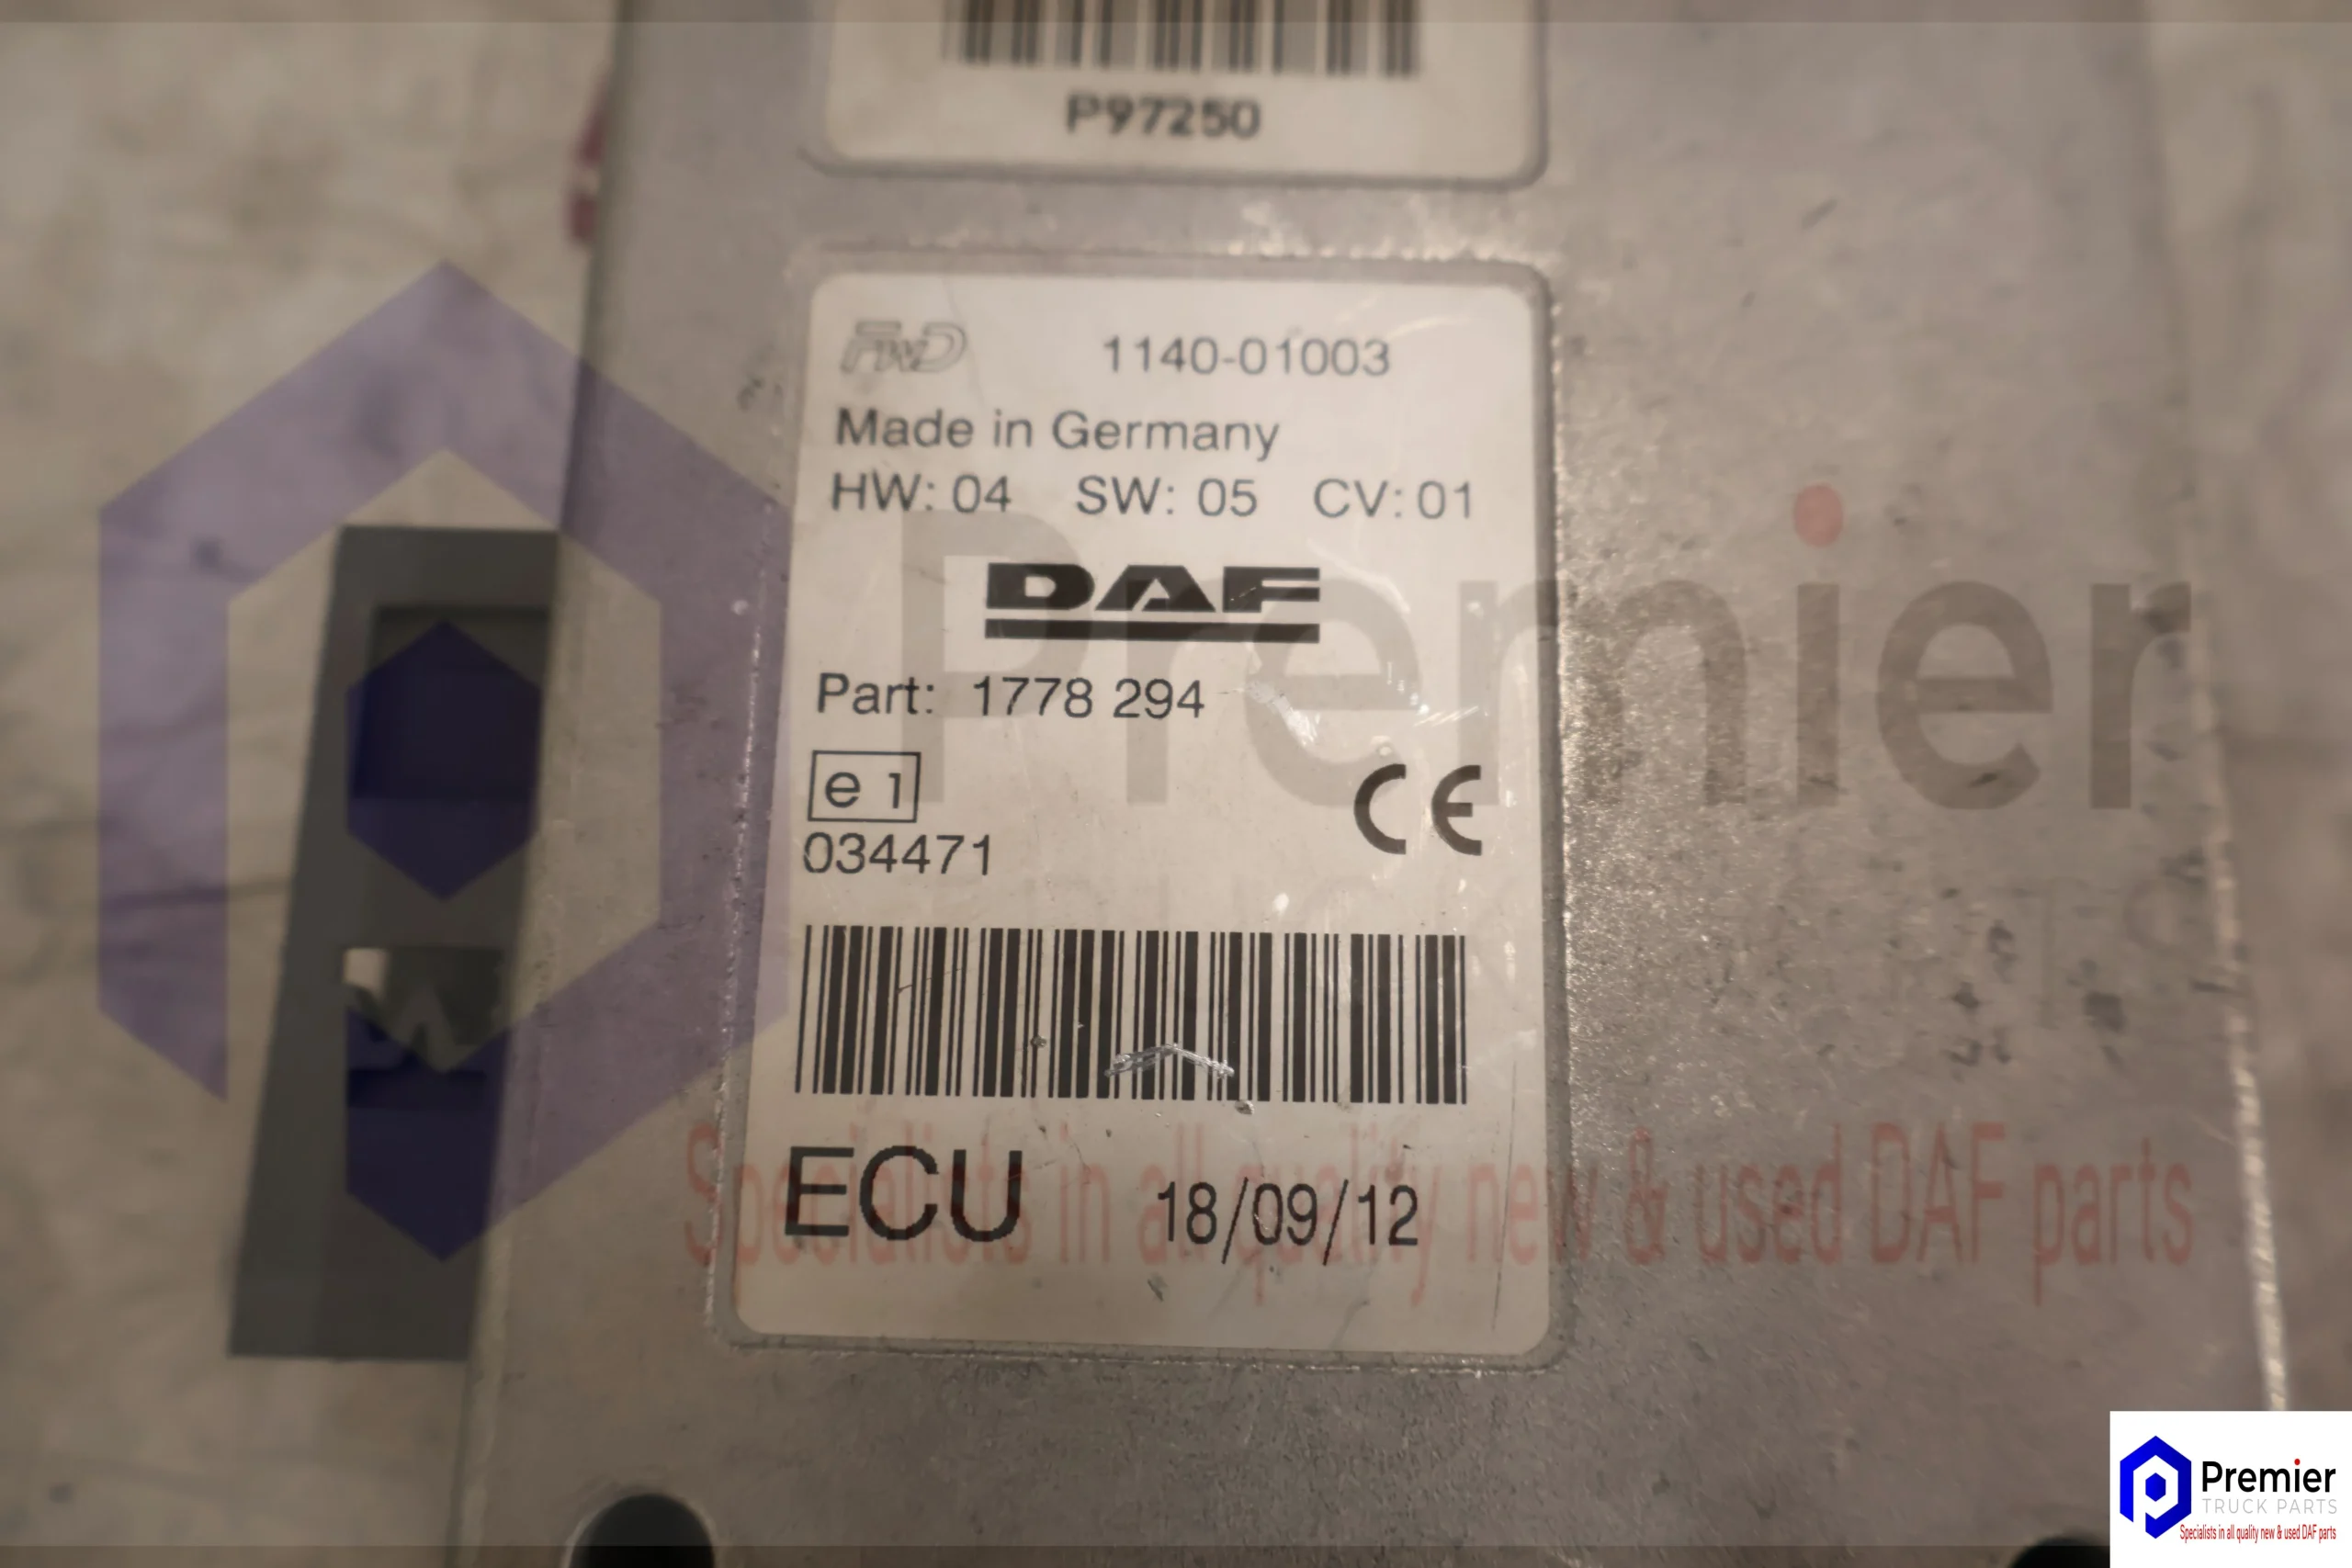 P97250
FWD 1140-01003
Made in Germany
HW: 04 SW: 05 CV: 01
DAF
Part: 1778 294
e 1
034471
CE
ECU 18/09/12
Premier
Specialists in all quality new & used DAF parts
Premier
TRUCK PARTS
Specialists in all quality new & used DAF parts